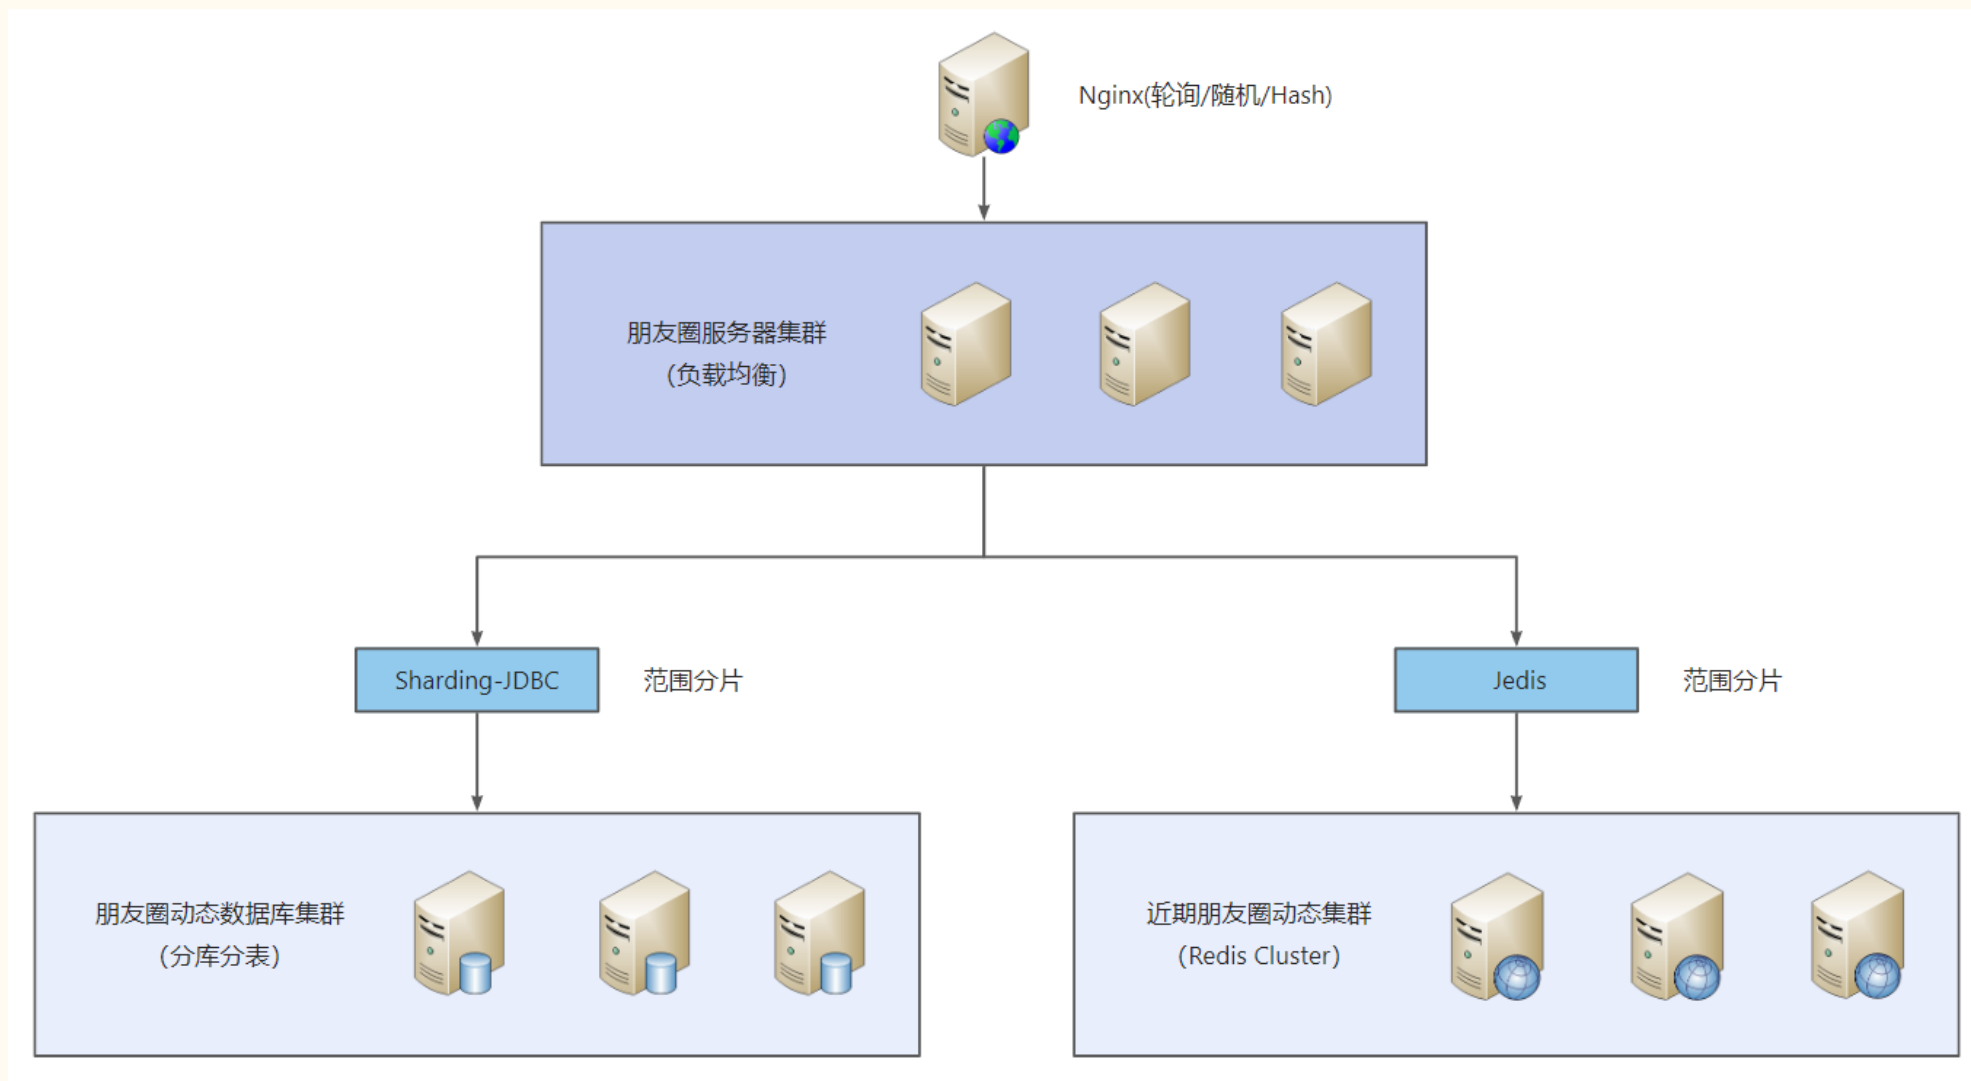 Nginx(轮询/随机/Hash)
朋友圈服务器集群
（负载均衡）
Sharding-JDBC
范围分片
Jedis
范围分片
朋友圈动态数据库集群
（分库分表）
近期朋友圈动态集群
（Redis Cluster）